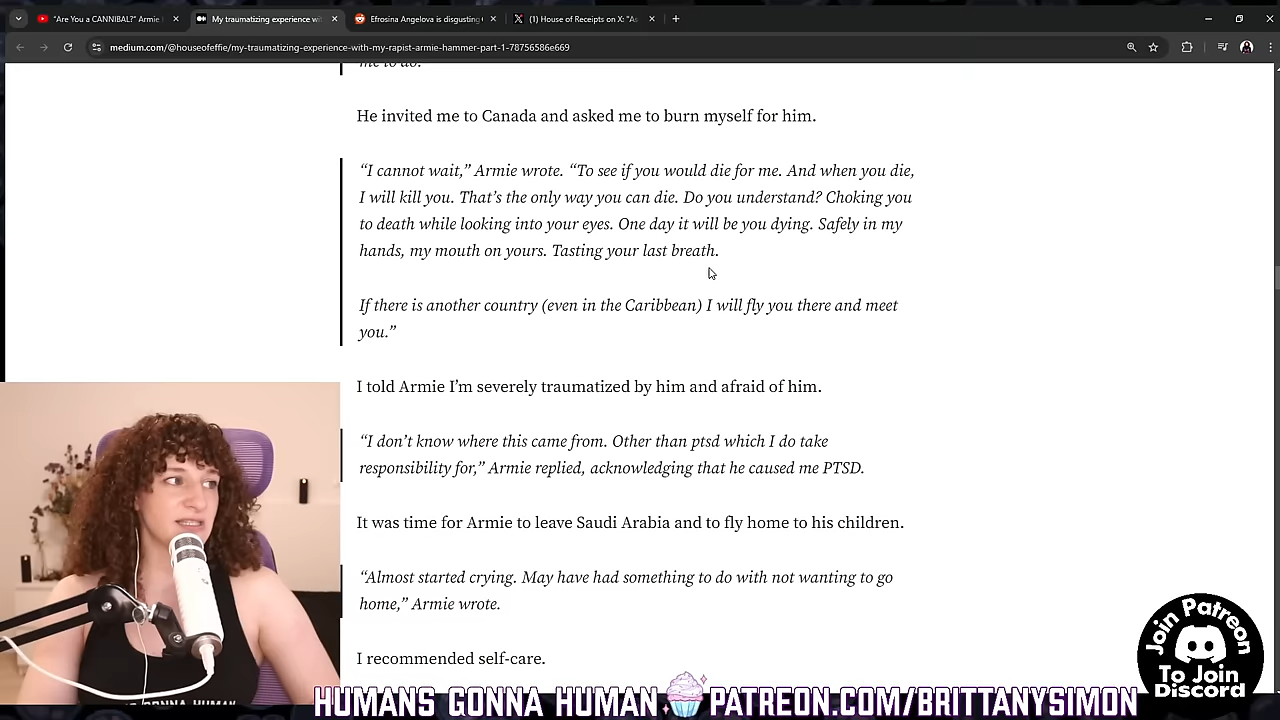 "Are You a CANNIBAL?" Armie
My traumatizing experience wi
Efrosina Angelova is disgusting
(1) House of Receipts on X: "As
medium.com/@houseofeffie/my-traumatizing-experience-with-my-rapist-armie-hammer-part-1-78756586e669
me to do.
He invited me to Canada and asked me to burn myself for him.
“I cannot wait,” Armie wrote. “To see if you would die for me. And when you die,
I will kill you. That’s the only way you can die. Do you understand? Choking you
to death while looking into your eyes. One day it will be you dying. Safely in my
hands, my mouth on yours. Tasting your last breath.
If there is another country (even in the Caribbean) I will fly you there and meet
you.”
I told Armie I’m severely traumatized by him and afraid of him.
“I don’t know where this came from. Other than ptsd which I do take
responsibility for,” Armie replied, acknowledging that he caused me PTSD.
It was time for Armie to leave Saudi Arabia and to fly home to his children.
“Almost started crying. May have had something to do with not wanting to go
home,” Armie wrote.
I recommended self-care.
Join Patreon
To Join
Discord
HUMANS GONNA HUMAN
PATREON.COM/BRITTANYSIMON